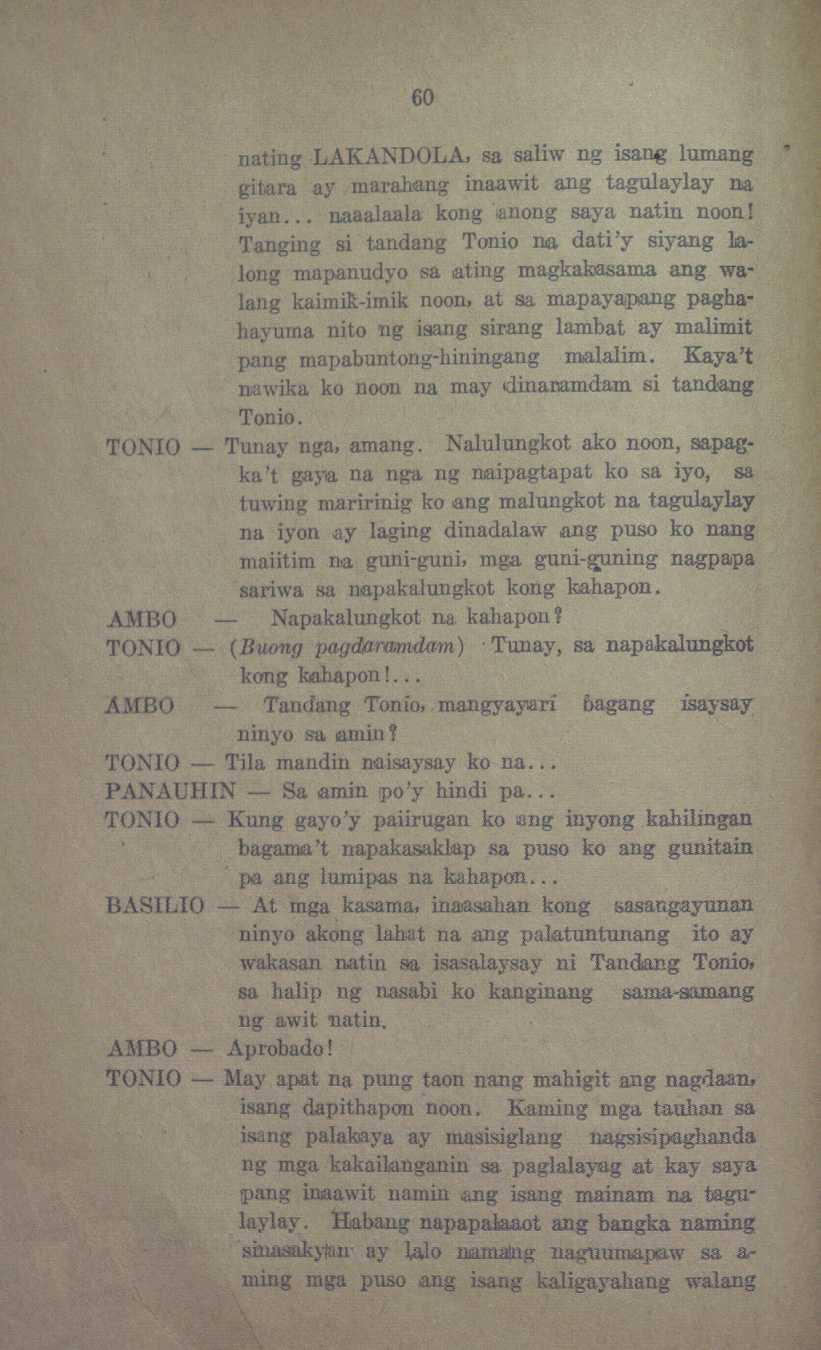 60
nating LAKANDOLA, sa saliw ng isang lumang
gitara ay marahang inaawit ang tagulaylay na
iyan... naaalaala kong anong saya natin noon!
Tanging si tandang Tonio na dati'y siyang la-
long mapanudyo sa ating magkakasama ang wa-
lang kaimik-imik noon, at sa mapayapang pagha-
hayuma nito ng isang sirang lambat ay malimit
pang mapabuntong-hiningang malalim. Kaya't
nawika ko noon na may dinaramdam si tandang
Tonio.
TONIO — Tunay nga, amang. Nalulungkot ako noon, sapag-
ka't gaya na nga ng naipagtapat ko sa iyo, sa
tuwing maririnig ko ang malungkot na tagulaylay
na iyon ay laging dinadalaw ang puso ko nang
maiitim na guni-guni, mga guni-guning nagpapa
sariwa sa napakalungkot kong kahapon.
AMBO — Napakalungkot na kahapon?
TONIO — (Buong pagdaramdam) Tunay, sa napakalungkot
kong kahapon!...
AMBO — Tandang Tonio, mangyayari bagang isaysay
ninyo sa amin?
TONIO — Tila mandin naisaysay ko na...
PANAUHIN — Sa amin po'y hindi pa...
TONIO — Kung gayo'y paiirugan ko ang inyong kahilingan
bagama't napakasaklap sa puso ko ang gunitain
pa ang lumipas na kahapon...
BASILIO — At mga kasama, inaasahan kong sasangayunan
ninyo akong lahat na ang palatuntunang ito ay
wakasan natin sa isasalaysay ni Tandang Tonio,
sa halip ng nasabi ko kanginang sama-samang
ng awit natin.
AMBO — Aprobado!
TONIO — May apat na pung taon nang mahigit ang nagdaan,
isang dapithapon noon. Kaming mga tauhan sa
isang palakaya ay masisiglang nagsisipaghanda
ng mga kakailanganin sa paglalayag at kay saya
pang inaawit namin ang isang mainam na tagu-
laylay. Habang napapalaaot ang bangka naming
sinasakyan ay lalo namang naguumapaw sa a-
ming mga puso ang isang kaligayahang walang